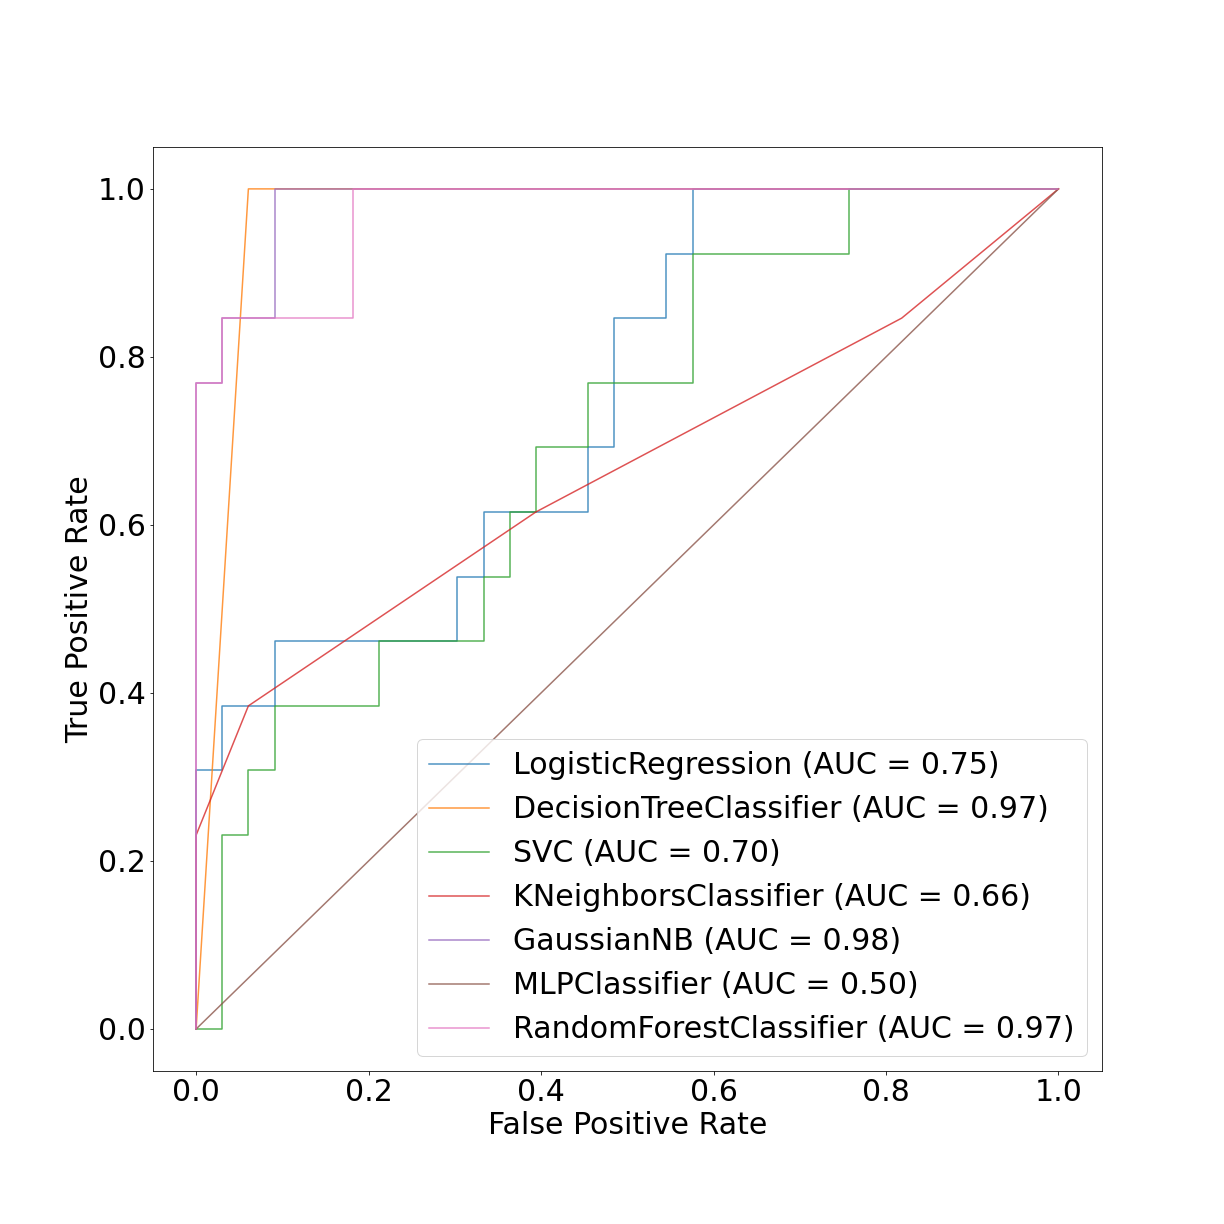 1.0
0.8
0.6
0.4
0.2
0.0
True Positive Rate
LogisticRegression (AUC = 0.75)
DecisionTreeClassifier (AUC = 0.97)
SVC (AUC = 0.70)
KNeighborsClassifier (AUC = 0.66)
GaussianNB (AUC = 0.98)
MLPClassifier (AUC = 0.50)
RandomForestClassifier (AUC = 0.97)
0.0 0.2 0.4 0.6 0.8 1.0
False Positive Rate